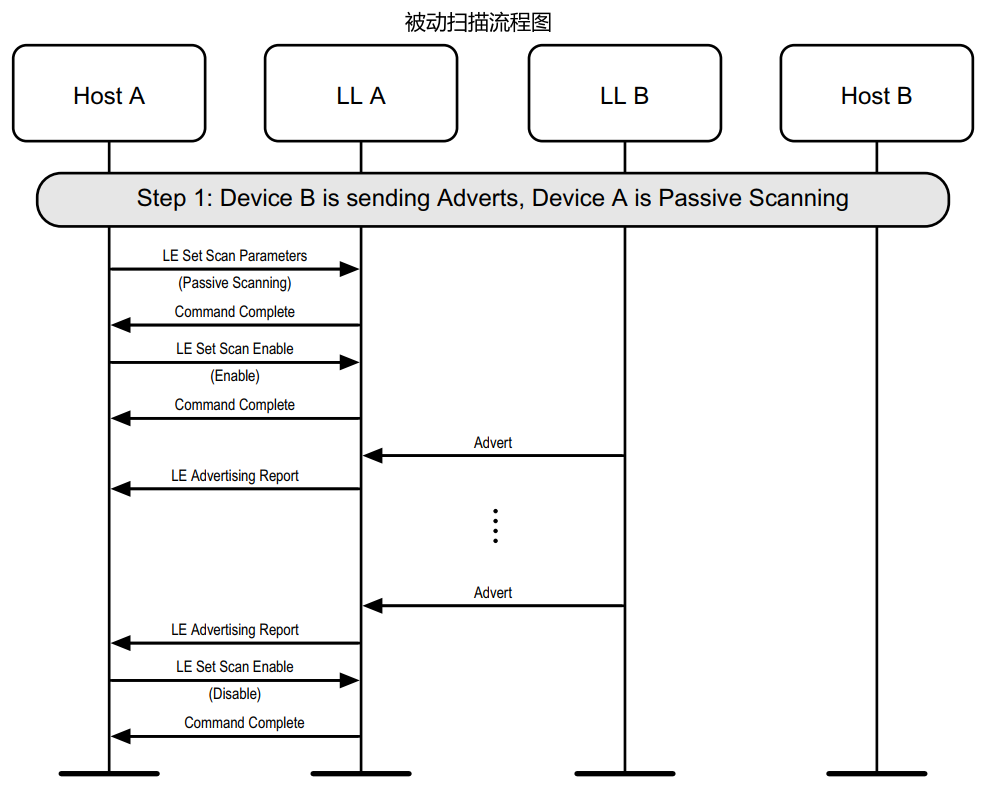 被动扫描流程图
Host A
LL A
LL B
Host B
Step 1: Device B is sending Adverts, Device A is Passive Scanning
LE Set Scan Parameters
(Passive Scanning)
Command Complete
LE Set Scan Enable
(Enable)
Command Complete
Advert
LE Advertising Report
Advert
LE Advertising Report
LE Set Scan Enable
(Disable)
Command Complete